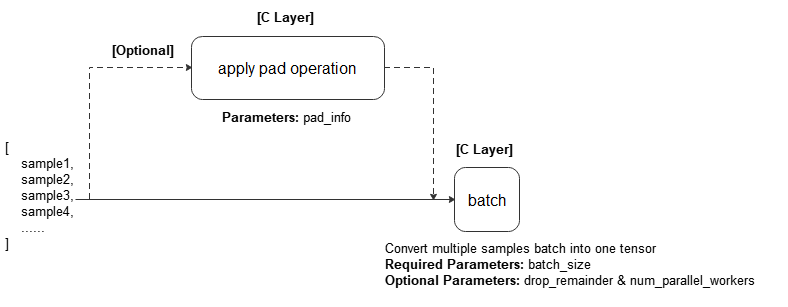 [C Layer]
[Optional]
apply pad operation
Parameters: pad_info
[
sample1,
sample2,
sample3,
sample4,
......
]
[C Layer]
batch
Convert multiple samples batch into one tensor
Required Parameters: batch_size
Optional Parameters: drop_remainder & num_parallel_workers